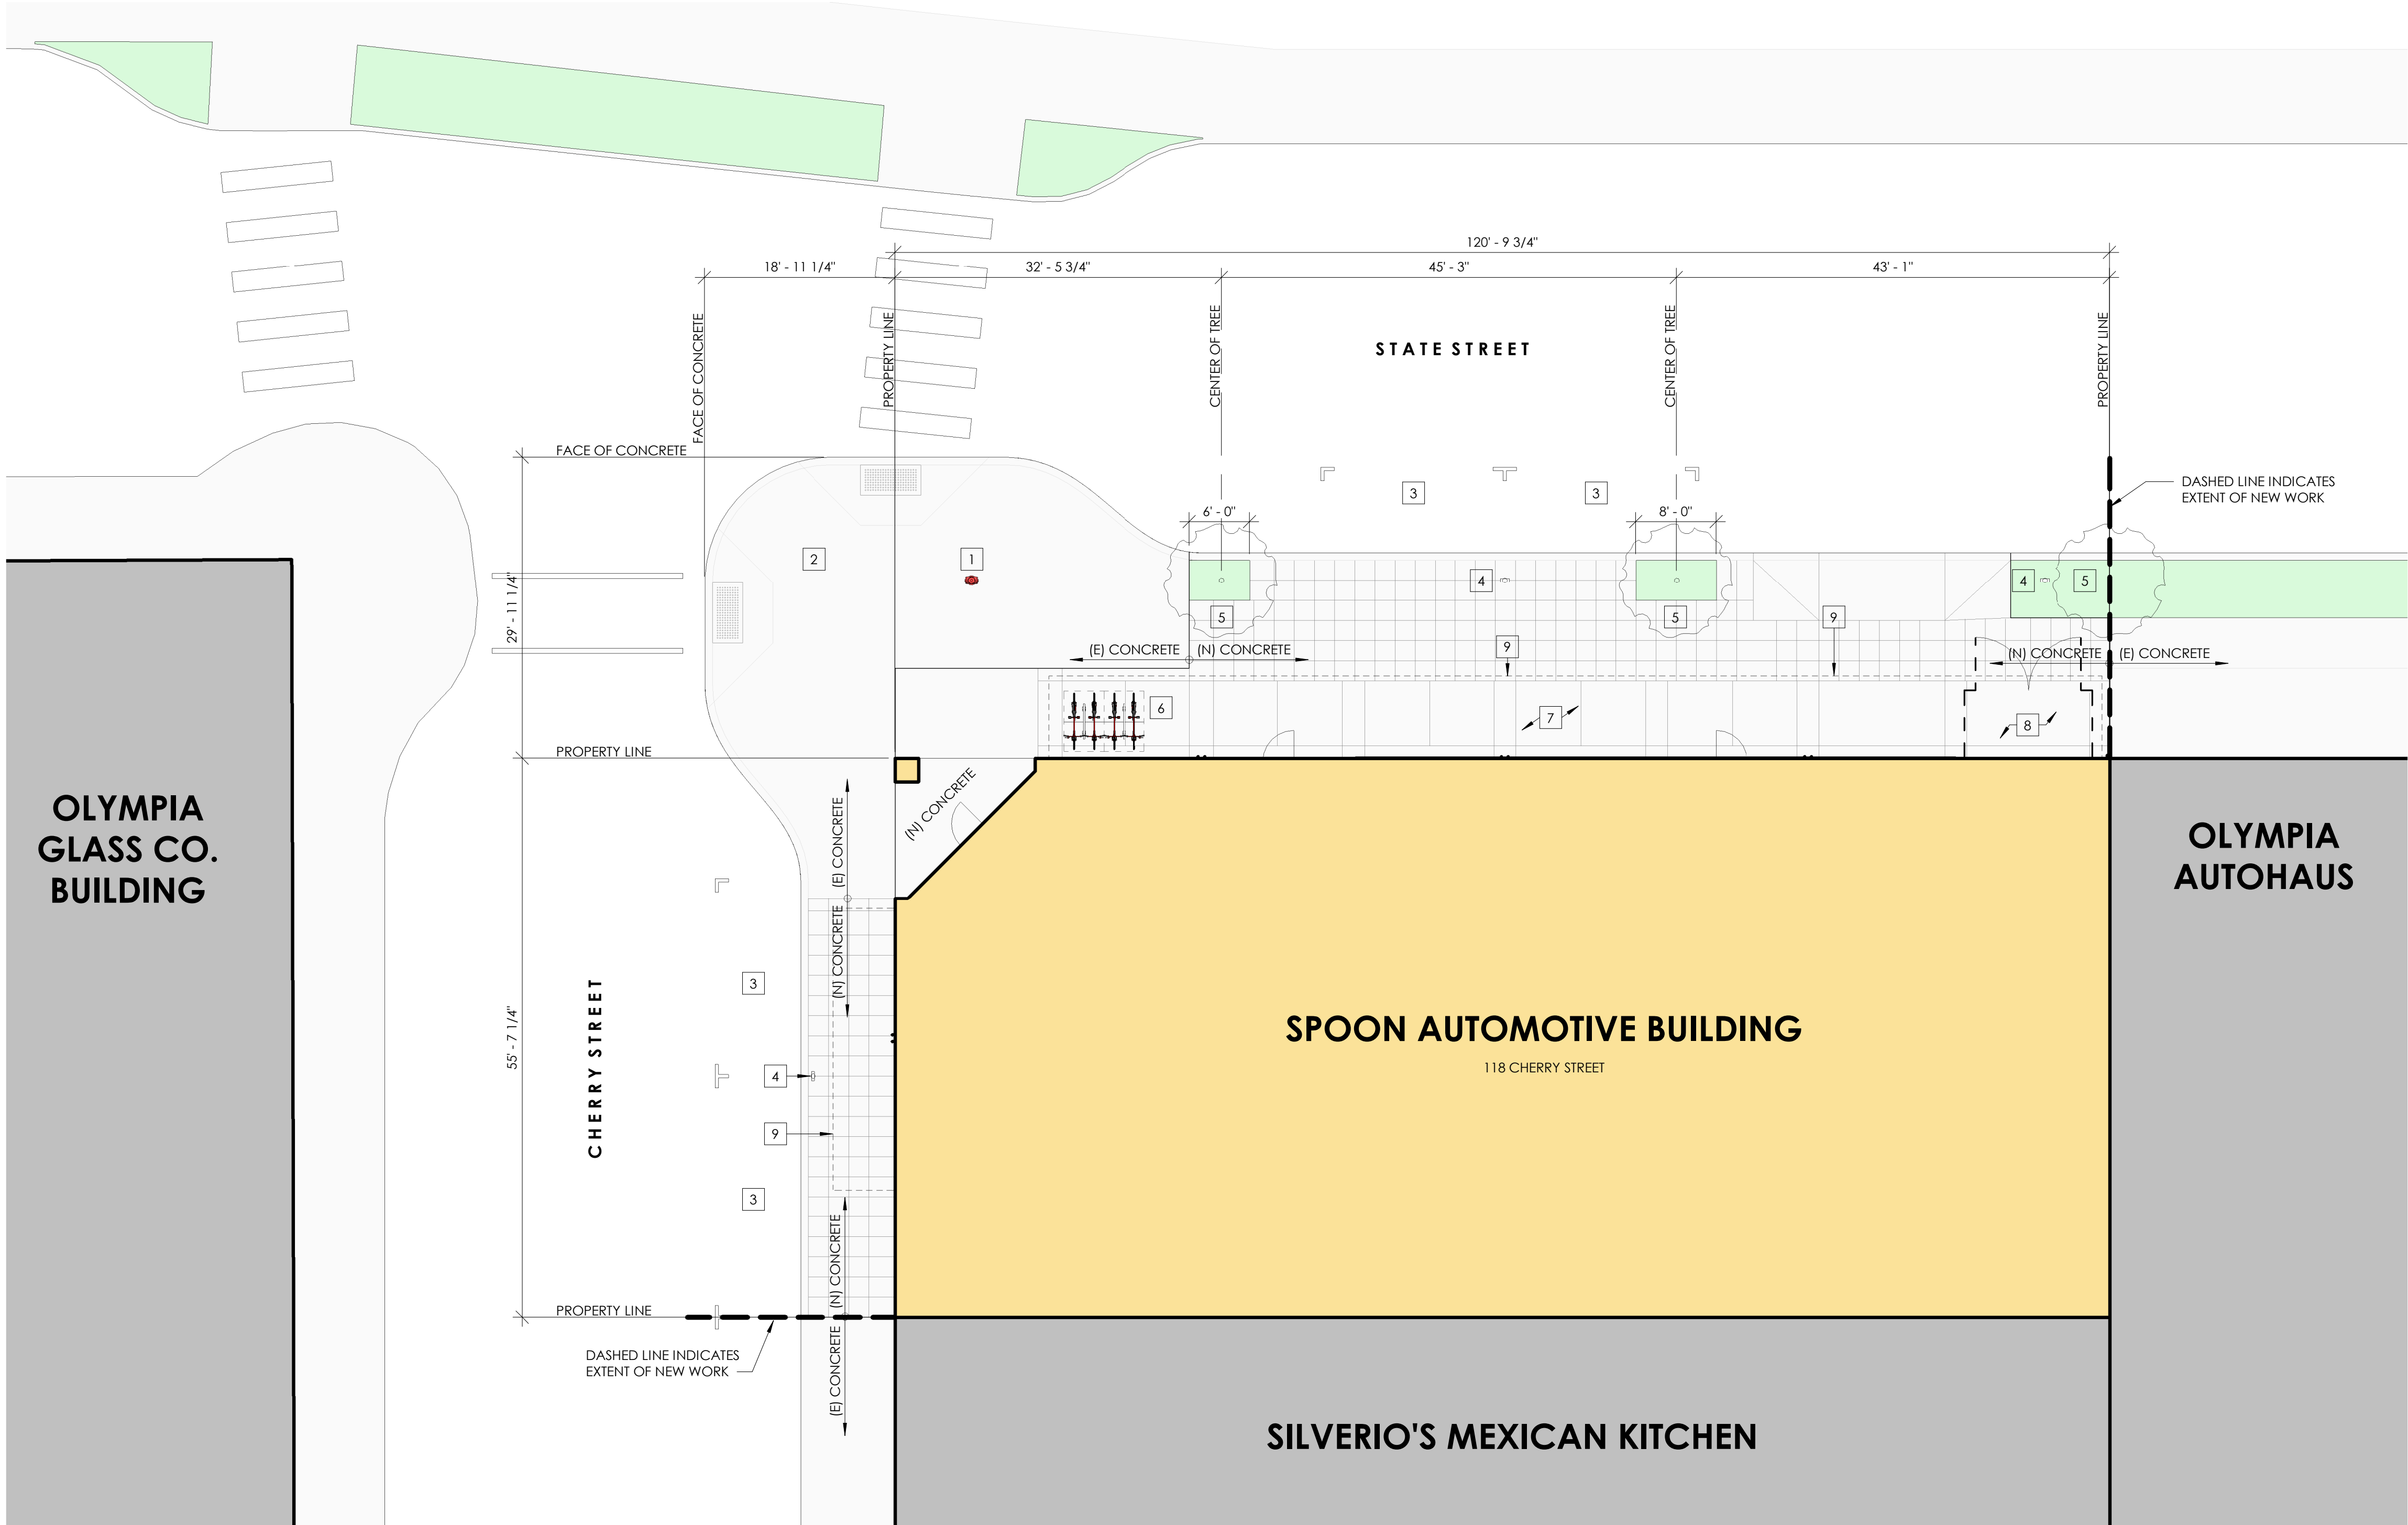 120' - 9 3/4"
18' - 11 1/4"
32' - 5 3/4"
45' - 3"
43' - 1"
FACE OF CONCRETE
PROPERTY LINE
CENTER OF TREE
CENTER OF TREE
PROPERTY LINE
STATE STREET
FACE OF CONCRETE
DASHED LINE INDICATES
EXTENT OF NEW WORK
3
3
6' - 0"
8' - 0"
2
1
4
4
5
29' - 11 1/4"
5
5
9
9
(E) CONCRETE
(N) CONCRETE
(N) CONCRETE
(E) CONCRETE
6
7
8
PROPERTY LINE
OLYMPIA
GLASS CO.
BUILDING
(E) CONCRETE
(N) CONCRETE
(N) CONCRETE
OLYMPIA
AUTOHAUS
3
CHERRY STREET
55' - 7 1/4"
SPOON AUTOMOTIVE BUILDING
118 CHERRY STREET
4
9
3
(N) CONCRETE
PROPERTY LINE
(E) CONCRETE
DASHED LINE INDICATES
EXTENT OF NEW WORK
SILVERIO'S MEXICAN KITCHEN